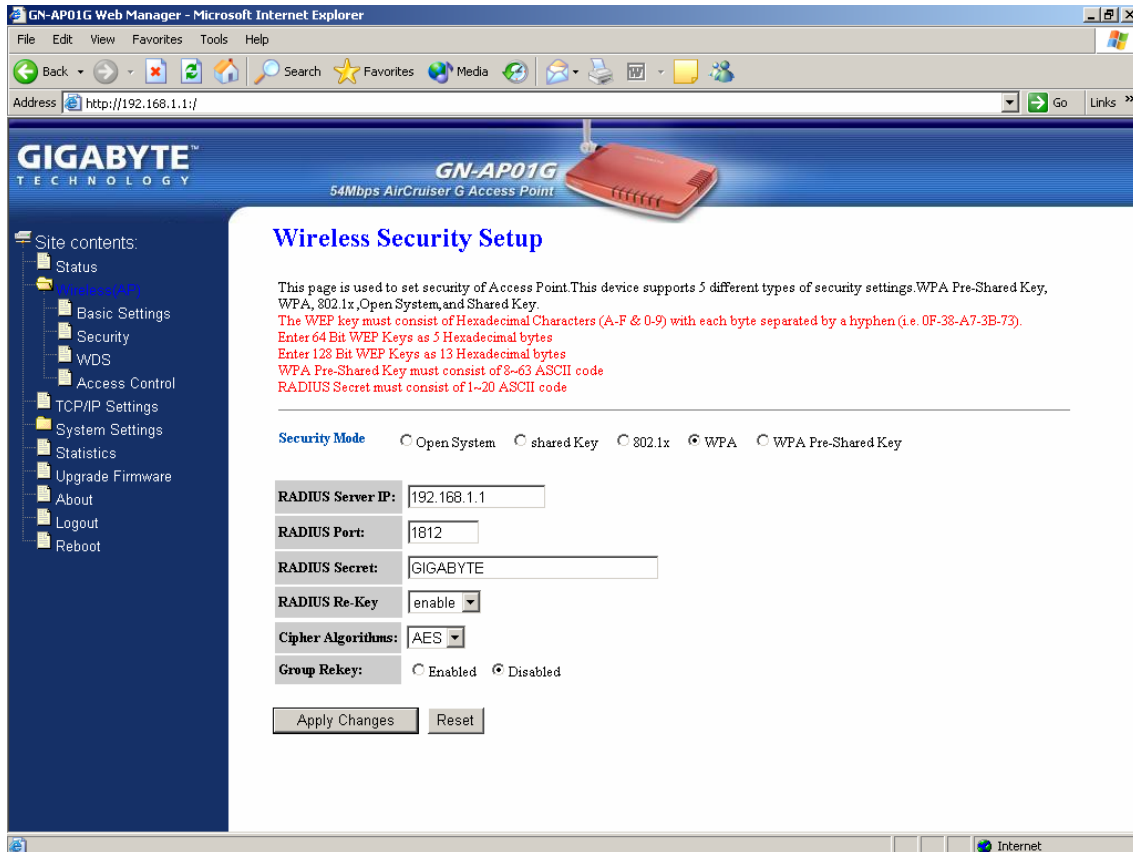 GN-AP01G Web Manager - Microsoft Internet Explorer
File Edit View Favorites Tools Help
Back Search Favorites Media
Address http://192.168.1.1:/ Go Links »
GIGABYTE™
TECHNOLOGY
GN-AP01G
54Mbps AirCruiser G Access Point
Site contents:
Status
Wireless(AP)
Basic Settings
Security
WDS
Access Control
TCP/IP Settings
System Settings
Statistics
Upgrade Firmware
About
Logout
Reboot
Wireless Security Setup
This page is used to set security of Access Point.This device supports 5 different types of security settings.WPA Pre-Shared Key,
WPA, 802.1x ,Open System,and Shared Key.
The WEP key must consist of Hexadecimal Characters (A-F & 0-9) with each byte separated by a hyphen (i.e. 0F-38-A7-3B-73).
Enter 64 Bit WEP Keys as 5 Hexadecimal bytes
Enter 128 Bit WEP Keys as 13 Hexadecimal bytes
WPA Pre-Shared Key must consist of 8~63 ASCII code
RADIUS Secret must consist of 1~20 ASCII code
Security Mode Open System shared Key 802.1x WPA WPA Pre-Shared Key
RADIUS Server IP: 192.168.1.1
RADIUS Port: 1812
RADIUS Secret: GIGABYTE
RADIUS Re-Key enable
Cipher Algorithms: AES
Group Rekey: Enabled Disabled
Apply Changes Reset
Internet